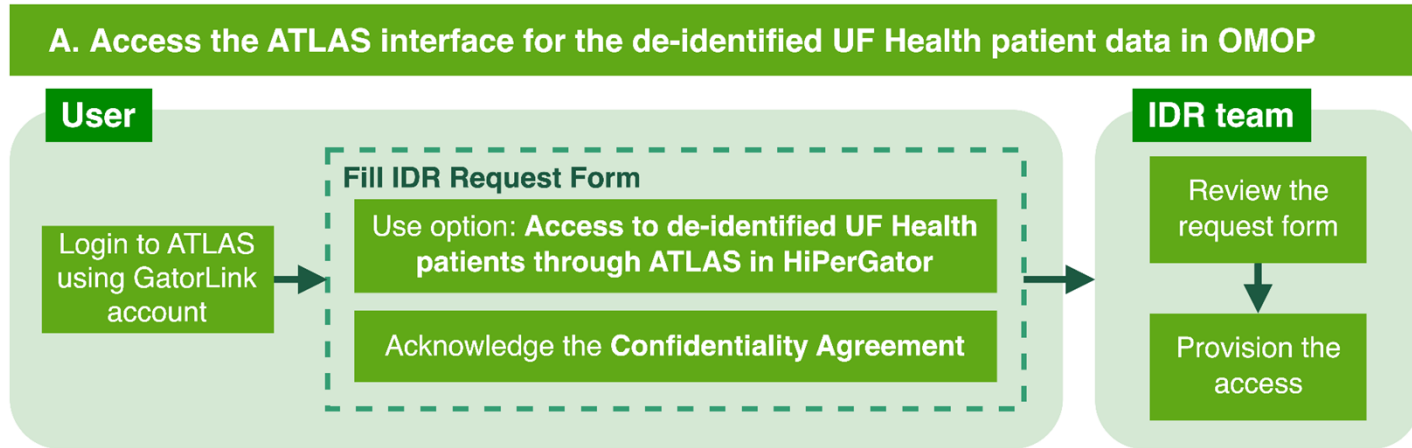 A. Access the ATLAS interface for the de-identified UF Health patient data in OMOP
User
Login to ATLAS
using GatorLink
account
Fill IDR Request Form
Use option: Access to de-identified UF Health
patients through ATLAS in HiPerGator
Acknowledge the Confidentiality Agreement
IDR team
Review the
request form
Provision the
access